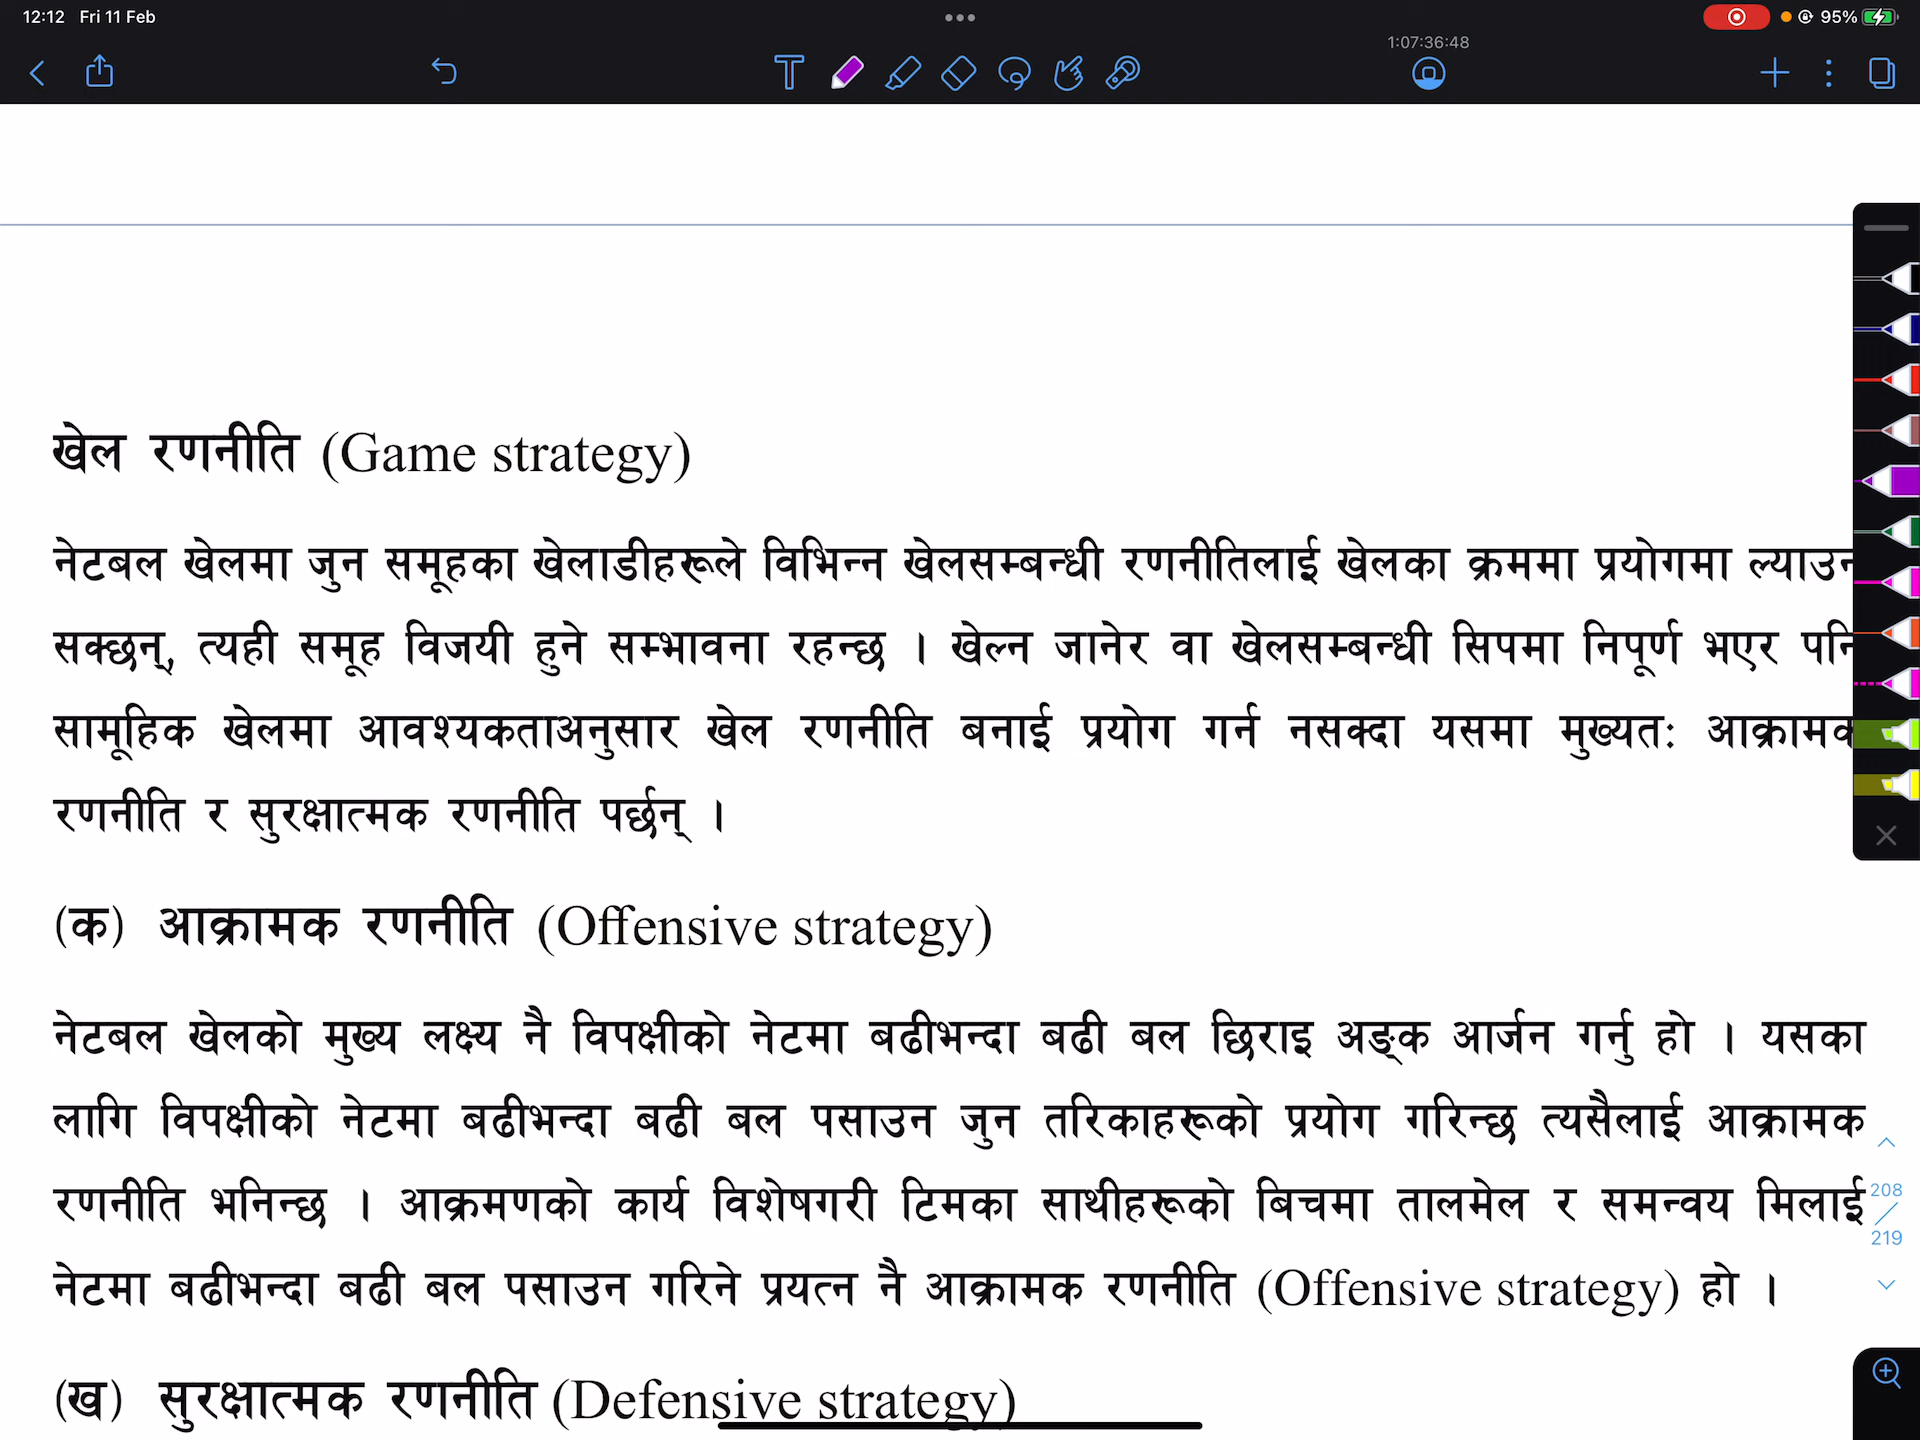 12:12 Fri 11 Feb
95%
1:07:36:48
खेल रणनीति (Game strategy)
नेटबल खेलमा जुन समूहका खेलाडीहरूले विभिन्न खेलसम्बन्धी रणनीतिलाई खेलका क्रममा प्रयोगमा ल्याउन
सक्छन्, त्यही समूह विजयी हुने सम्भावना रहन्छ । खेल्न जानेर वा खेलसम्बन्धी सिपमा निपूर्ण भएर पनि
सामूहिक खेलमा आवश्यकताअनुसार खेल रणनीति बनाई प्रयोग गर्न नसक्दा यसमा मुख्यतः आक्रामक
रणनीति र सुरक्षात्मक रणनीति पर्छन् ।
(क) आक्रामक रणनीति (Offensive strategy)
नेटबल खेलको मुख्य लक्ष्य नै विपक्षीको नेटमा बढीभन्दा बढी बल छिराइ अङ्क आर्जन गर्नु हो । यसका
लागि विपक्षीको नेटमा बढीभन्दा बढी बल पसाउन जुन तरिकाहरूको प्रयोग गरिन्छ त्यसैलाई आक्रामक
रणनीति भनिन्छ । आक्रमणको कार्य विशेषगरी टिमका साथीहरूको बिचमा तालमेल र समन्वय मिलाई
नेटमा बढीभन्दा बढी बल पसाउन गरिने प्रयत्न नै आक्रामक रणनीति (Offensive strategy) हो ।
(ख) सुरक्षात्मक रणनीति (Defensive strategy)
208
219